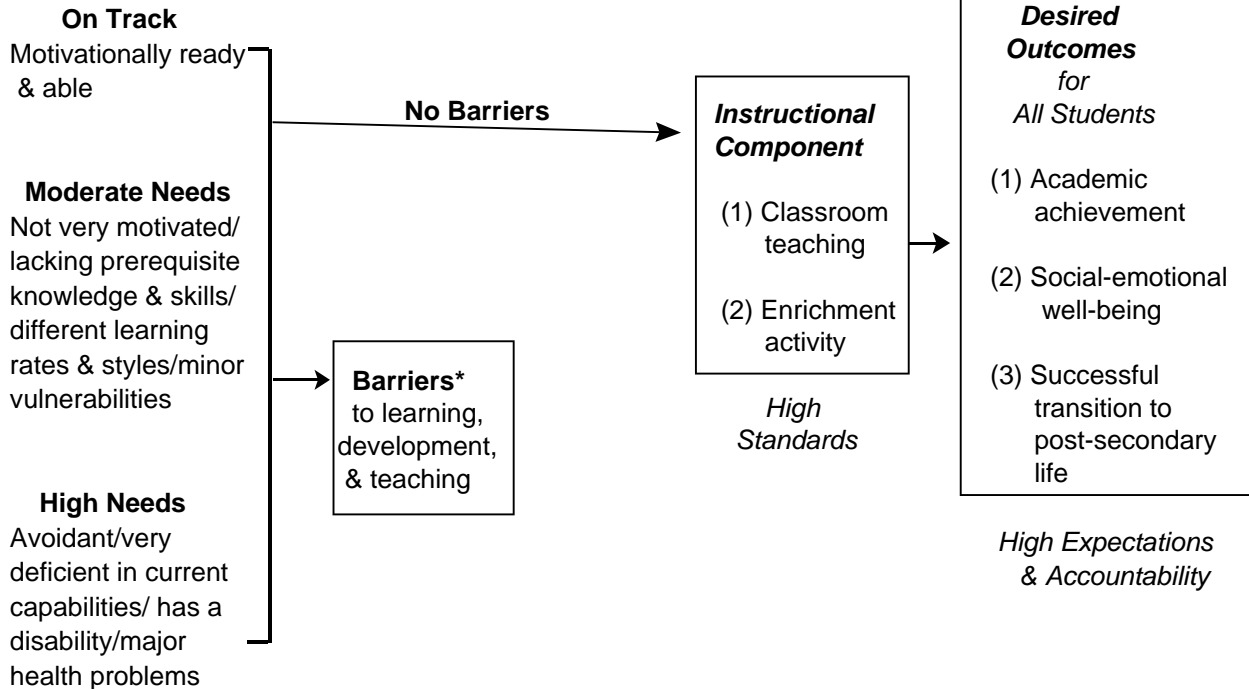 On Track
Motivationally ready
& able
Moderate Needs
Not very motivated/
lacking prerequisite
knowledge & skills/
different learning
rates & styles/minor
vulnerabilities
High Needs
Avoidant/very
deficient in current
capabilities/ has a
disability/major
health problems
No Barriers
Barriers*
to learning,
development,
& teaching
Instructional
Component
(1) Classroom
teaching
(2) Enrichment
activity
High
Standards
Desired
Outcomes
for
All Students
(1) Academic
achievement
(2) Social-emotional
well-being
(3) Successful
transition to
post-secondary
life
High Expectations
& Accountability